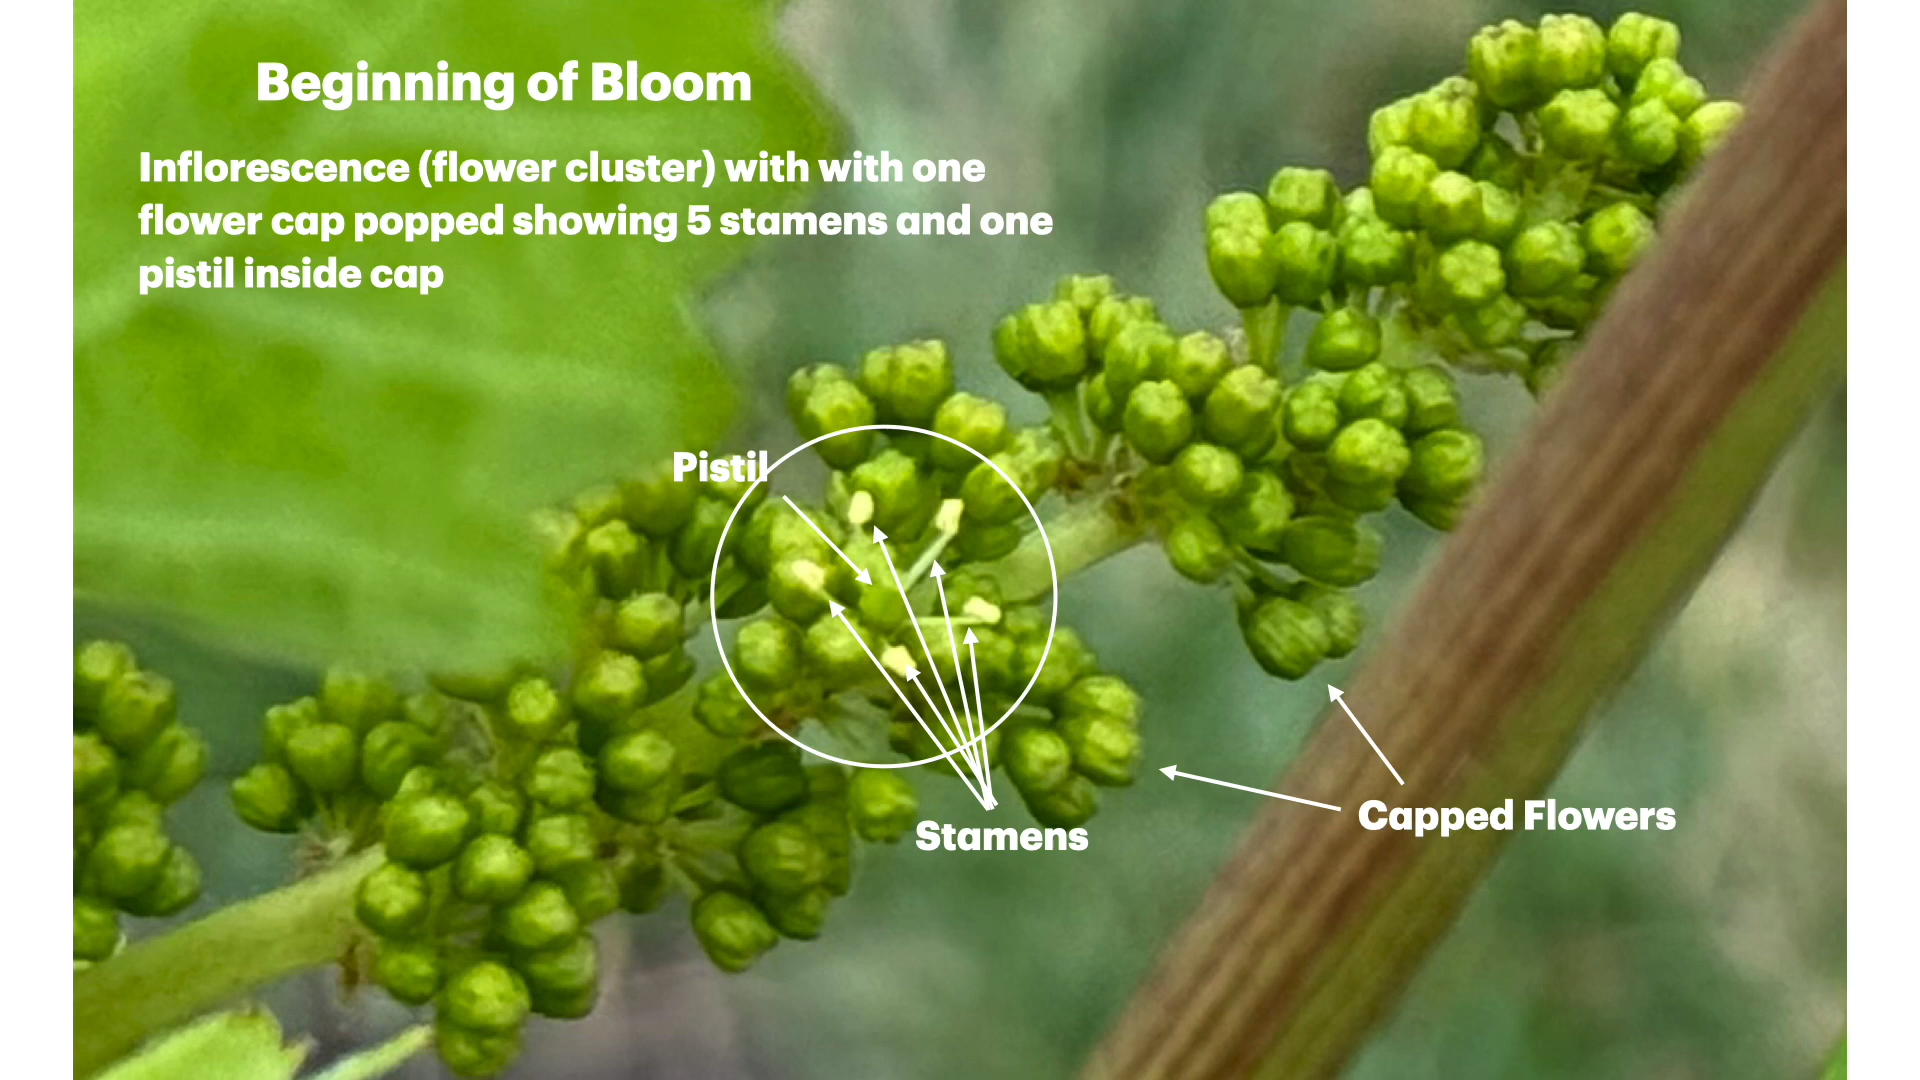 Beginning of Bloom
Inflorescence (flower cluster) with with one
flower cap popped showing 5 stamens and one
pistil inside cap
Pistil
Stamens
Capped Flowers